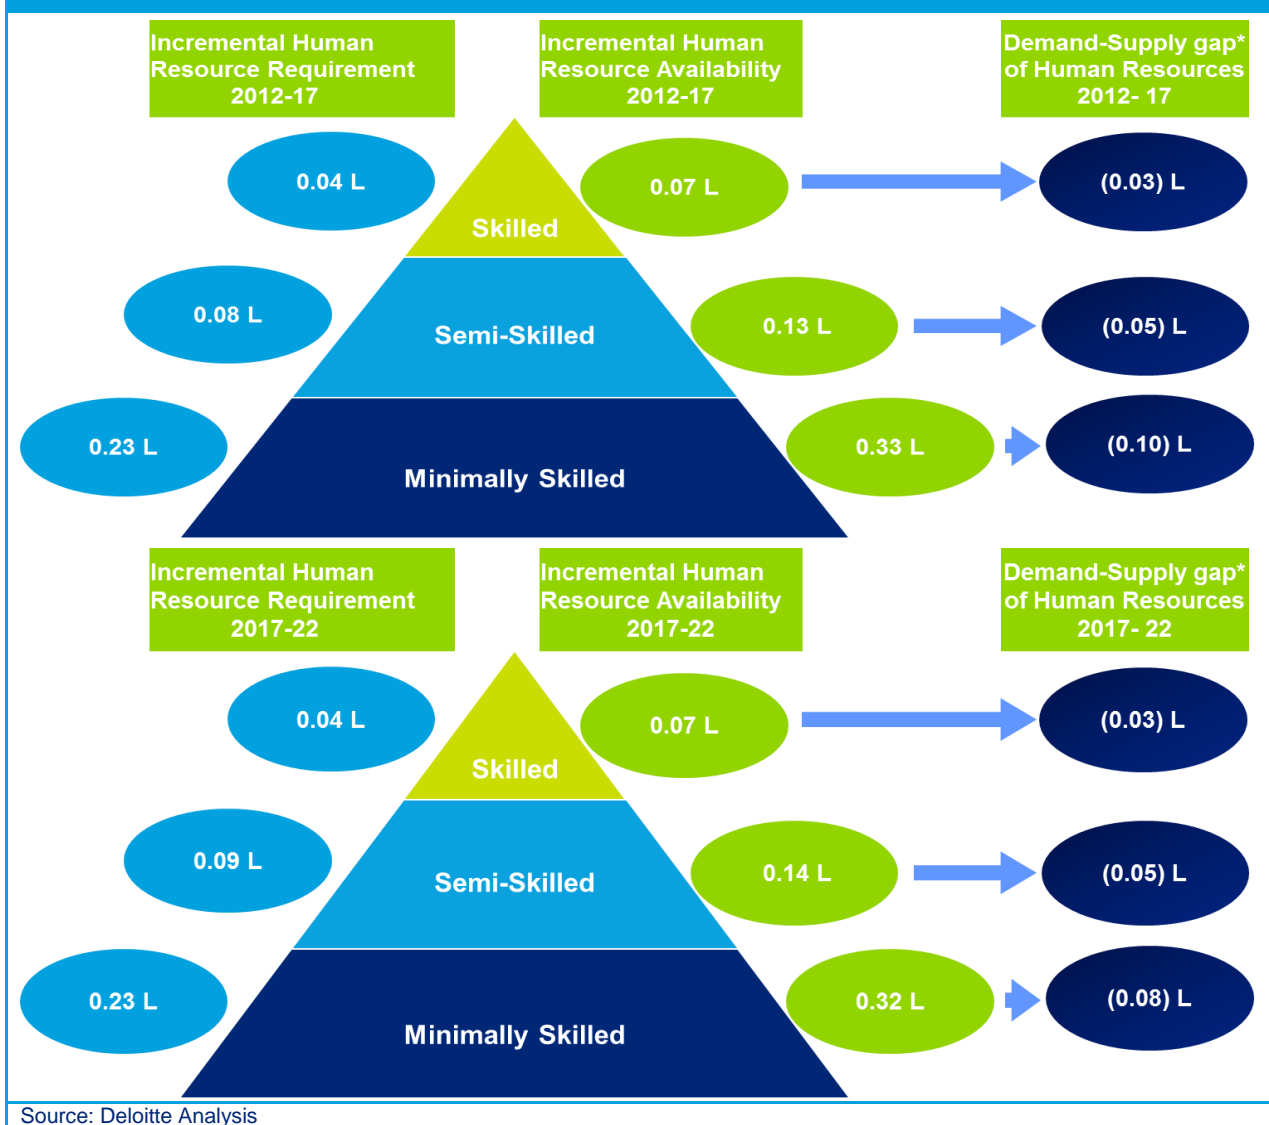 Incremental Human
Resource Requirement
2012-17
Incremental Human
Resource Availability
2012-17
Demand-Supply gap*
of Human Resources
2012- 17
0.04 L
Skilled
0.07 L
(0.03) L
0.08 L
Semi-Skilled
0.13 L
(0.05) L
0.23 L
Minimally Skilled
0.33 L
(0.10) L
Incremental Human
Resource Requirement
2017-22
Incremental Human
Resource Availability
2017-22
Demand-Supply gap*
of Human Resources
2017- 22
0.04 L
Skilled
0.07 L
(0.03) L
0.09 L
Semi-Skilled
0.14 L
(0.05) L
0.23 L
Minimally Skilled
0.32 L
(0.08) L
Source: Deloitte Analysis